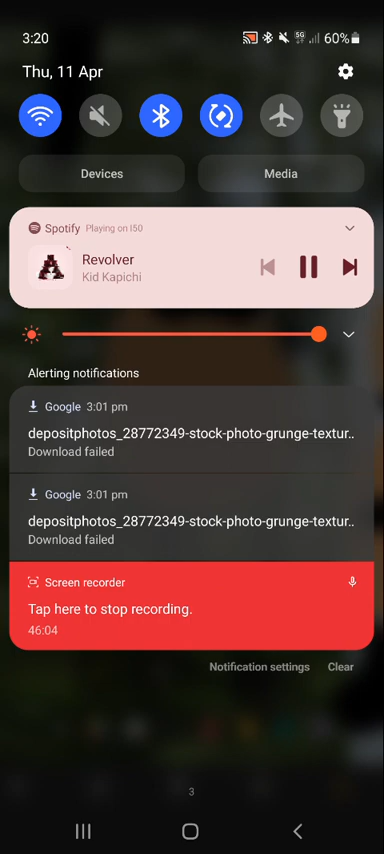 3:20
5G
60%
Thu, 11 Apr
Devices
Media
Spotify Playing on I50
Revolver
Kid Kapichi
Alerting notifications
Google 3:01 pm
depositphotos_28772349-stock-photo-grunge-textur..
Download failed
Google 3:01 pm
depositphotos_28772349-stock-photo-grunge-textur..
Download failed
Screen recorder
Tap here to stop recording.
46:04
Notification settings Clear
3